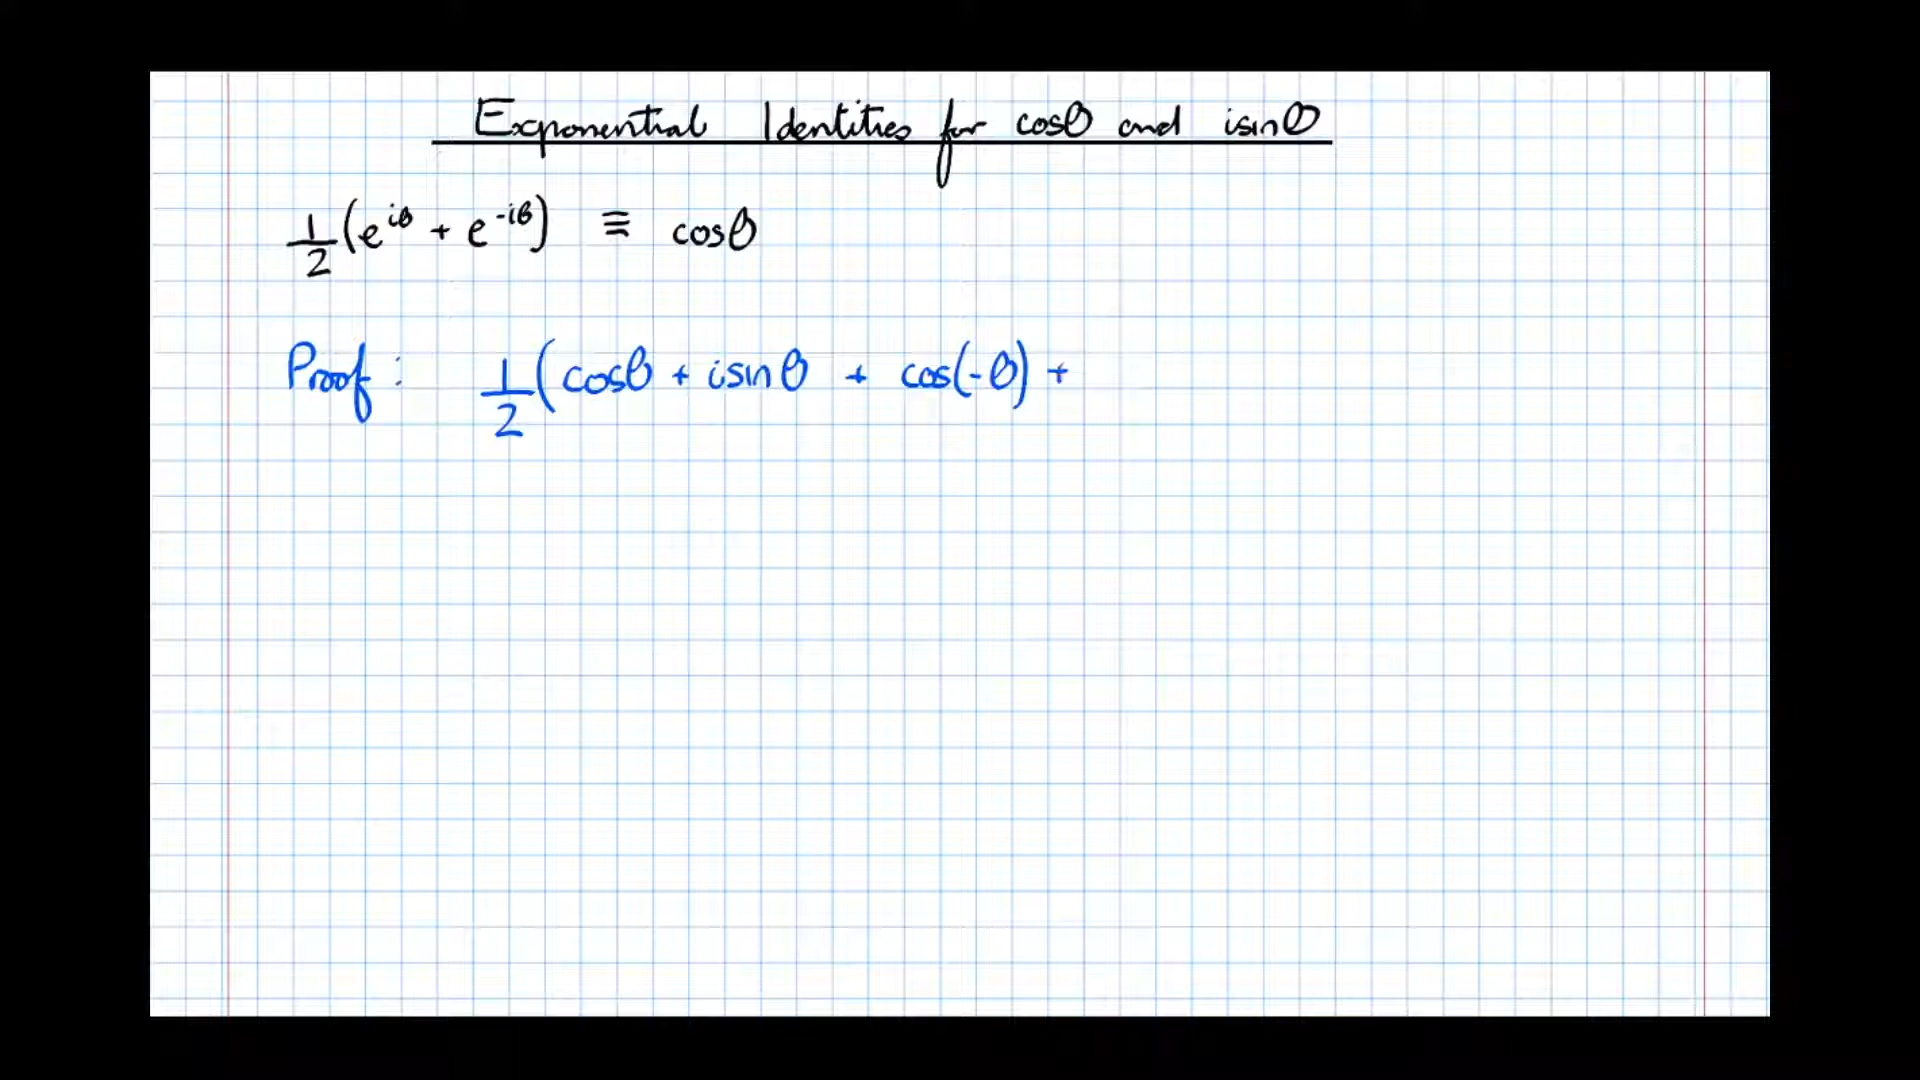 Exponential Identities for cosθ and isinθ
1/2(e^iθ + e^-iθ) ≡ cosθ
Proof: 1/2(cosθ + isinθ + cos(-θ) +